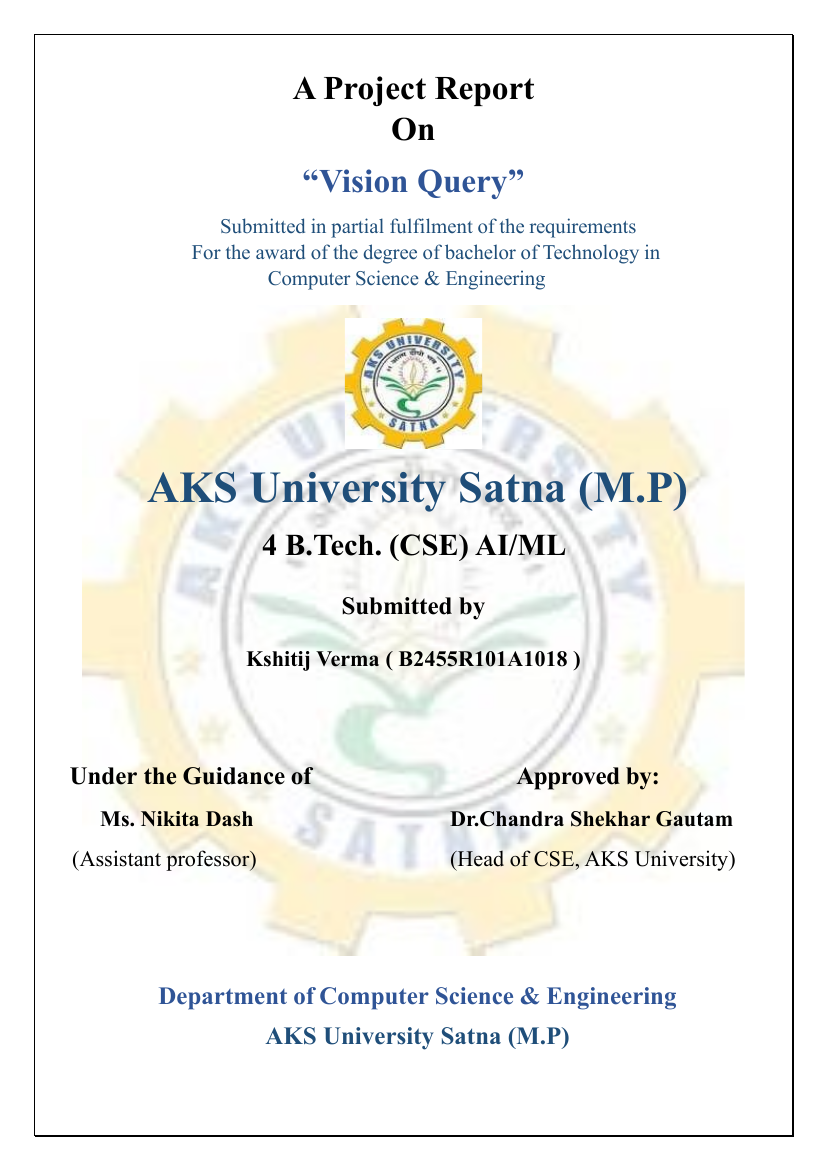 A Project Report
On
“Vision Query”
Submitted in partial fulfilment of the requirements
For the award of the degree of bachelor of Technology in
Computer Science & Engineering
AKS UNIVERSITY
SATNA
AKS University Satna (M.P)
4 B.Tech. (CSE) AI/ML
Submitted by
Kshitij Verma ( B2455R101A1018 )
Under the Guidance of
Approved by:
Ms. Nikita Dash
Dr.Chandra Shekhar Gautam
(Assistant professor)
(Head of CSE, AKS University)
AKS UNIVERSITY
SATNA
Department of Computer Science & Engineering
AKS University Satna (M.P)